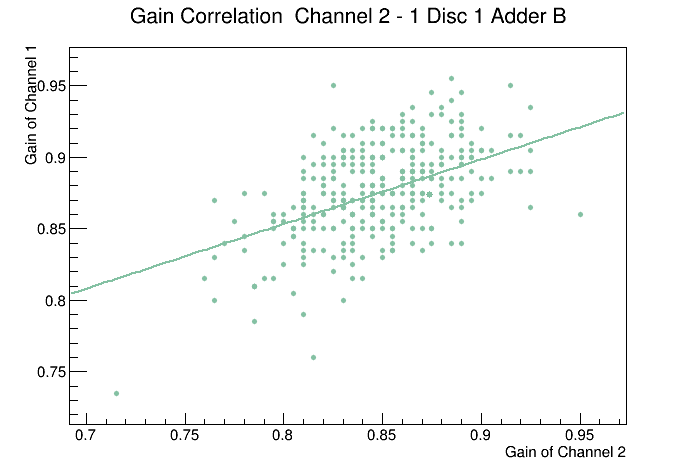 Gain Correlation  Channel 2 - 1 Disc 1 Adder B
Gain of Channel 1
0.95
0.9
0.85
0.8
0.75
0.7 0.75 0.8 0.85 0.9 0.95
Gain of Channel 2